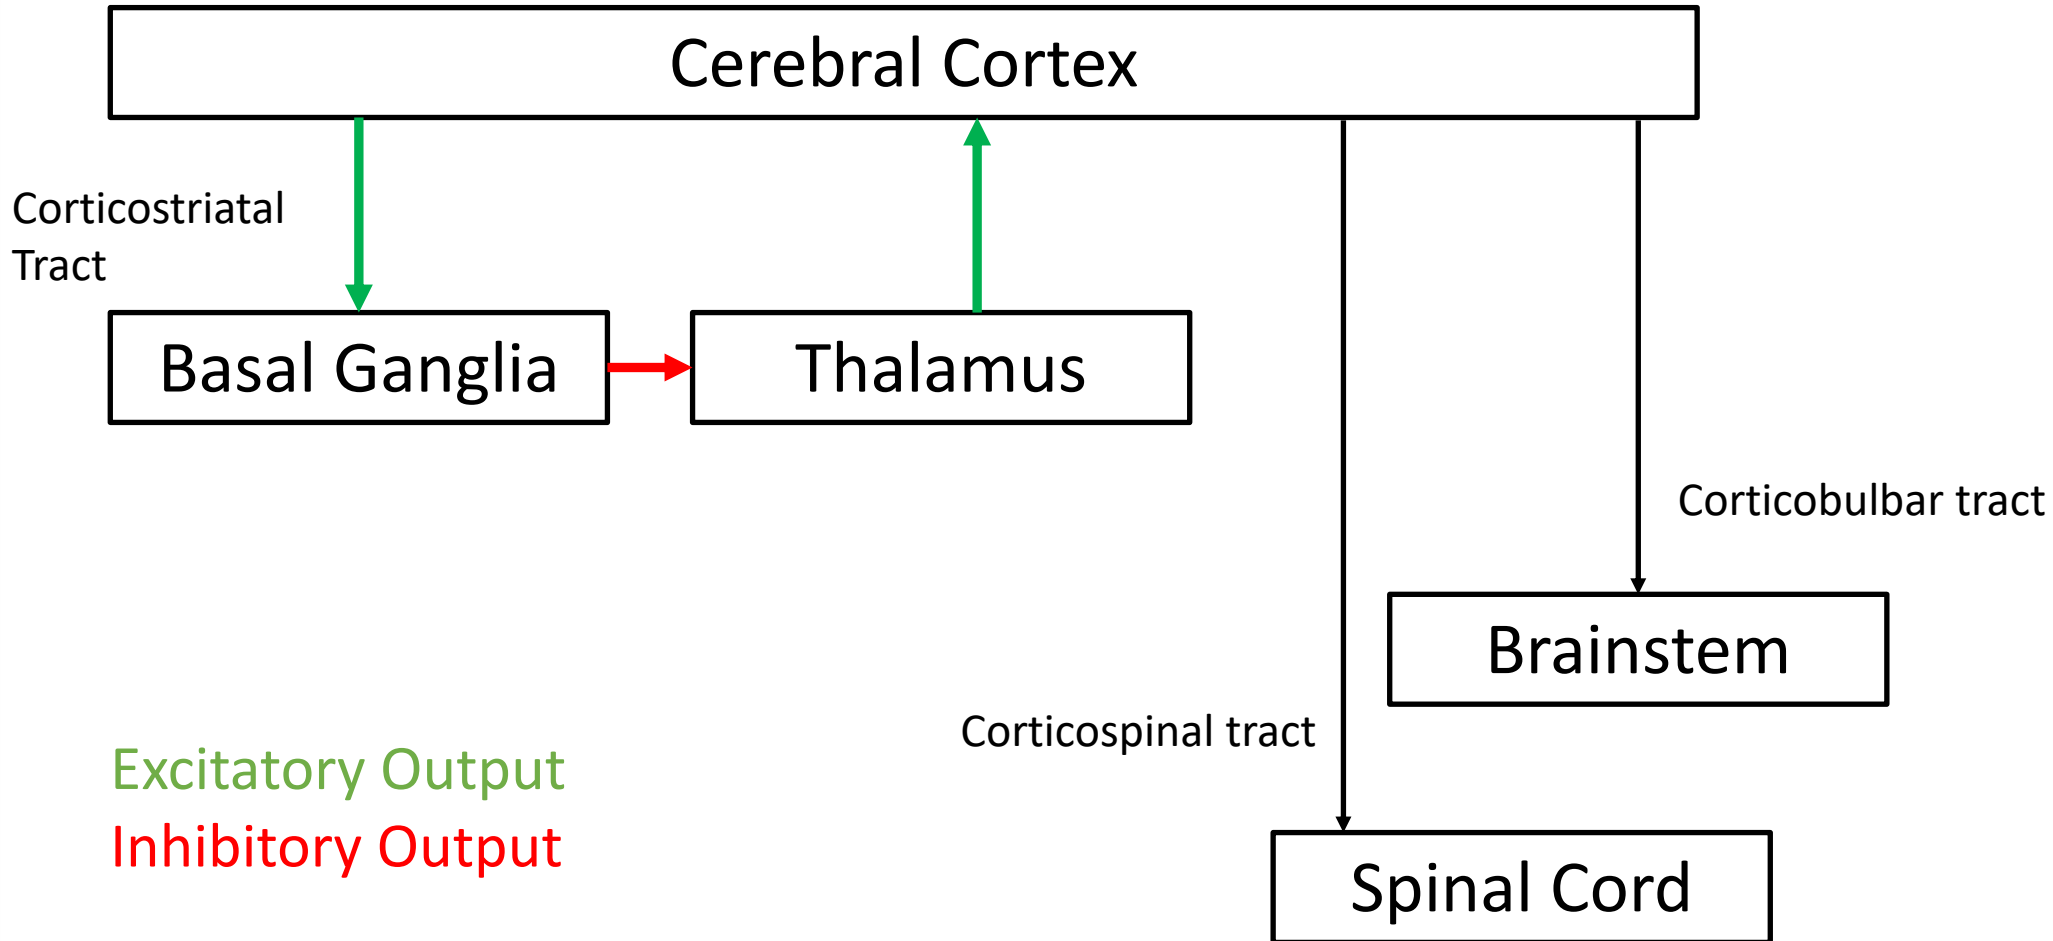 Cerebral Cortex
Corticostriatal
Tract
Basal Ganglia
Thalamus
Corticobulbar tract
Brainstem
Corticospinal tract
Excitatory Output
Inhibitory Output
Spinal Cord